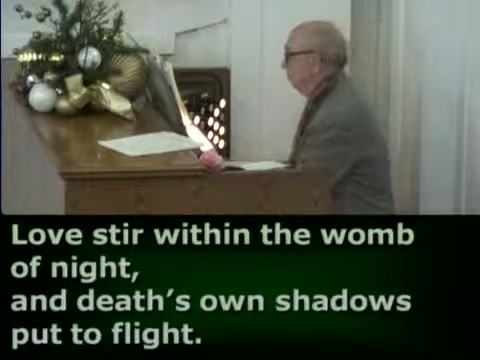 Love stir within the womb
of night,
and death's own shadows
put to flight.